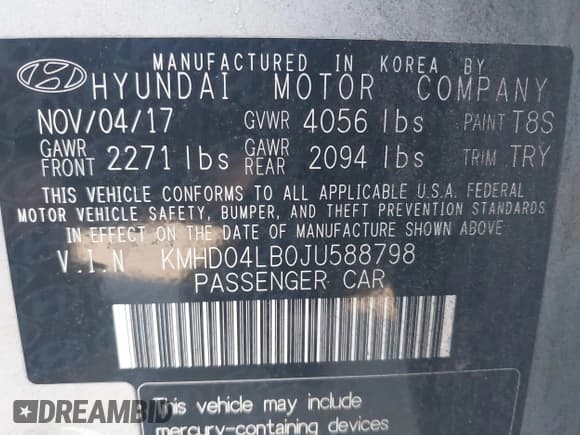 MANUFACTURED IN KOREA BY
HYUNDAI MOTOR COMPANY
NOV/04/17 GVWR 4056 lbs PAINT T8S
GAWR FRONT 2271 lbs GAWR REAR 2094 lbs TRIM TRY
THIS VEHICLE CONFORMS TO ALL APPLICABLE U.S.A. FEDERAL
MOTOR VEHICLE SAFETY, BUMPER, AND THEFT PREVENTION STANDARDS
IN EFFECT ON THE DATE OF MANUFACTURE SHOWN ABOVE
V.I.N KMHD04LB0JU588798
PASSENGER CAR
This vehicle may include
mercury-containing devices
DREAMBID